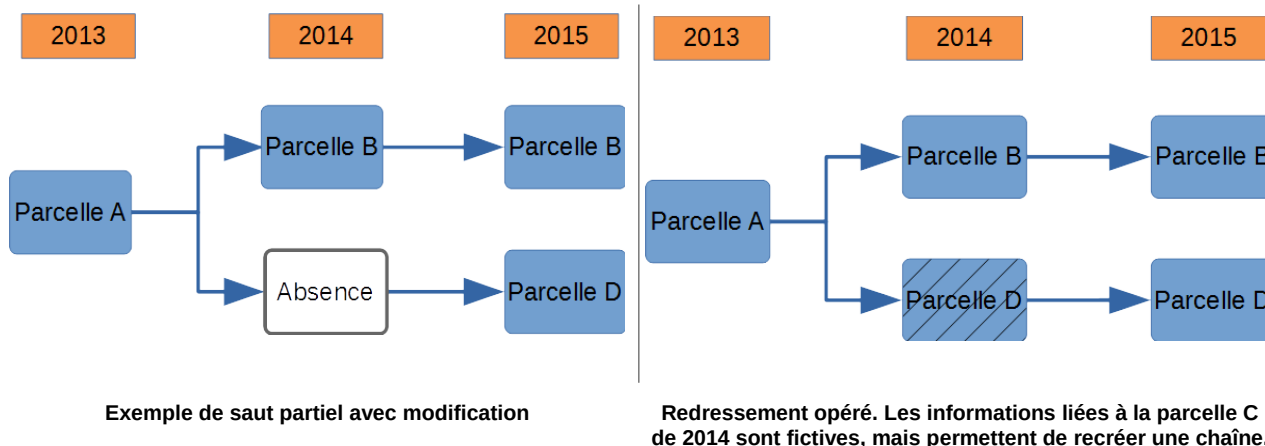 2013
2014
2015
Parcelle A
Parcelle B
Parcelle B
Absence
Parcelle D
Exemple de saut partiel avec modification
2013
2014
2015
Parcelle A
Parcelle B
Parcelle B
Parcelle D
Parcelle D
Redressement opéré. Les informations liées à la parcelle C
de 2014 sont fictives, mais permettent de recréer une chaîne.